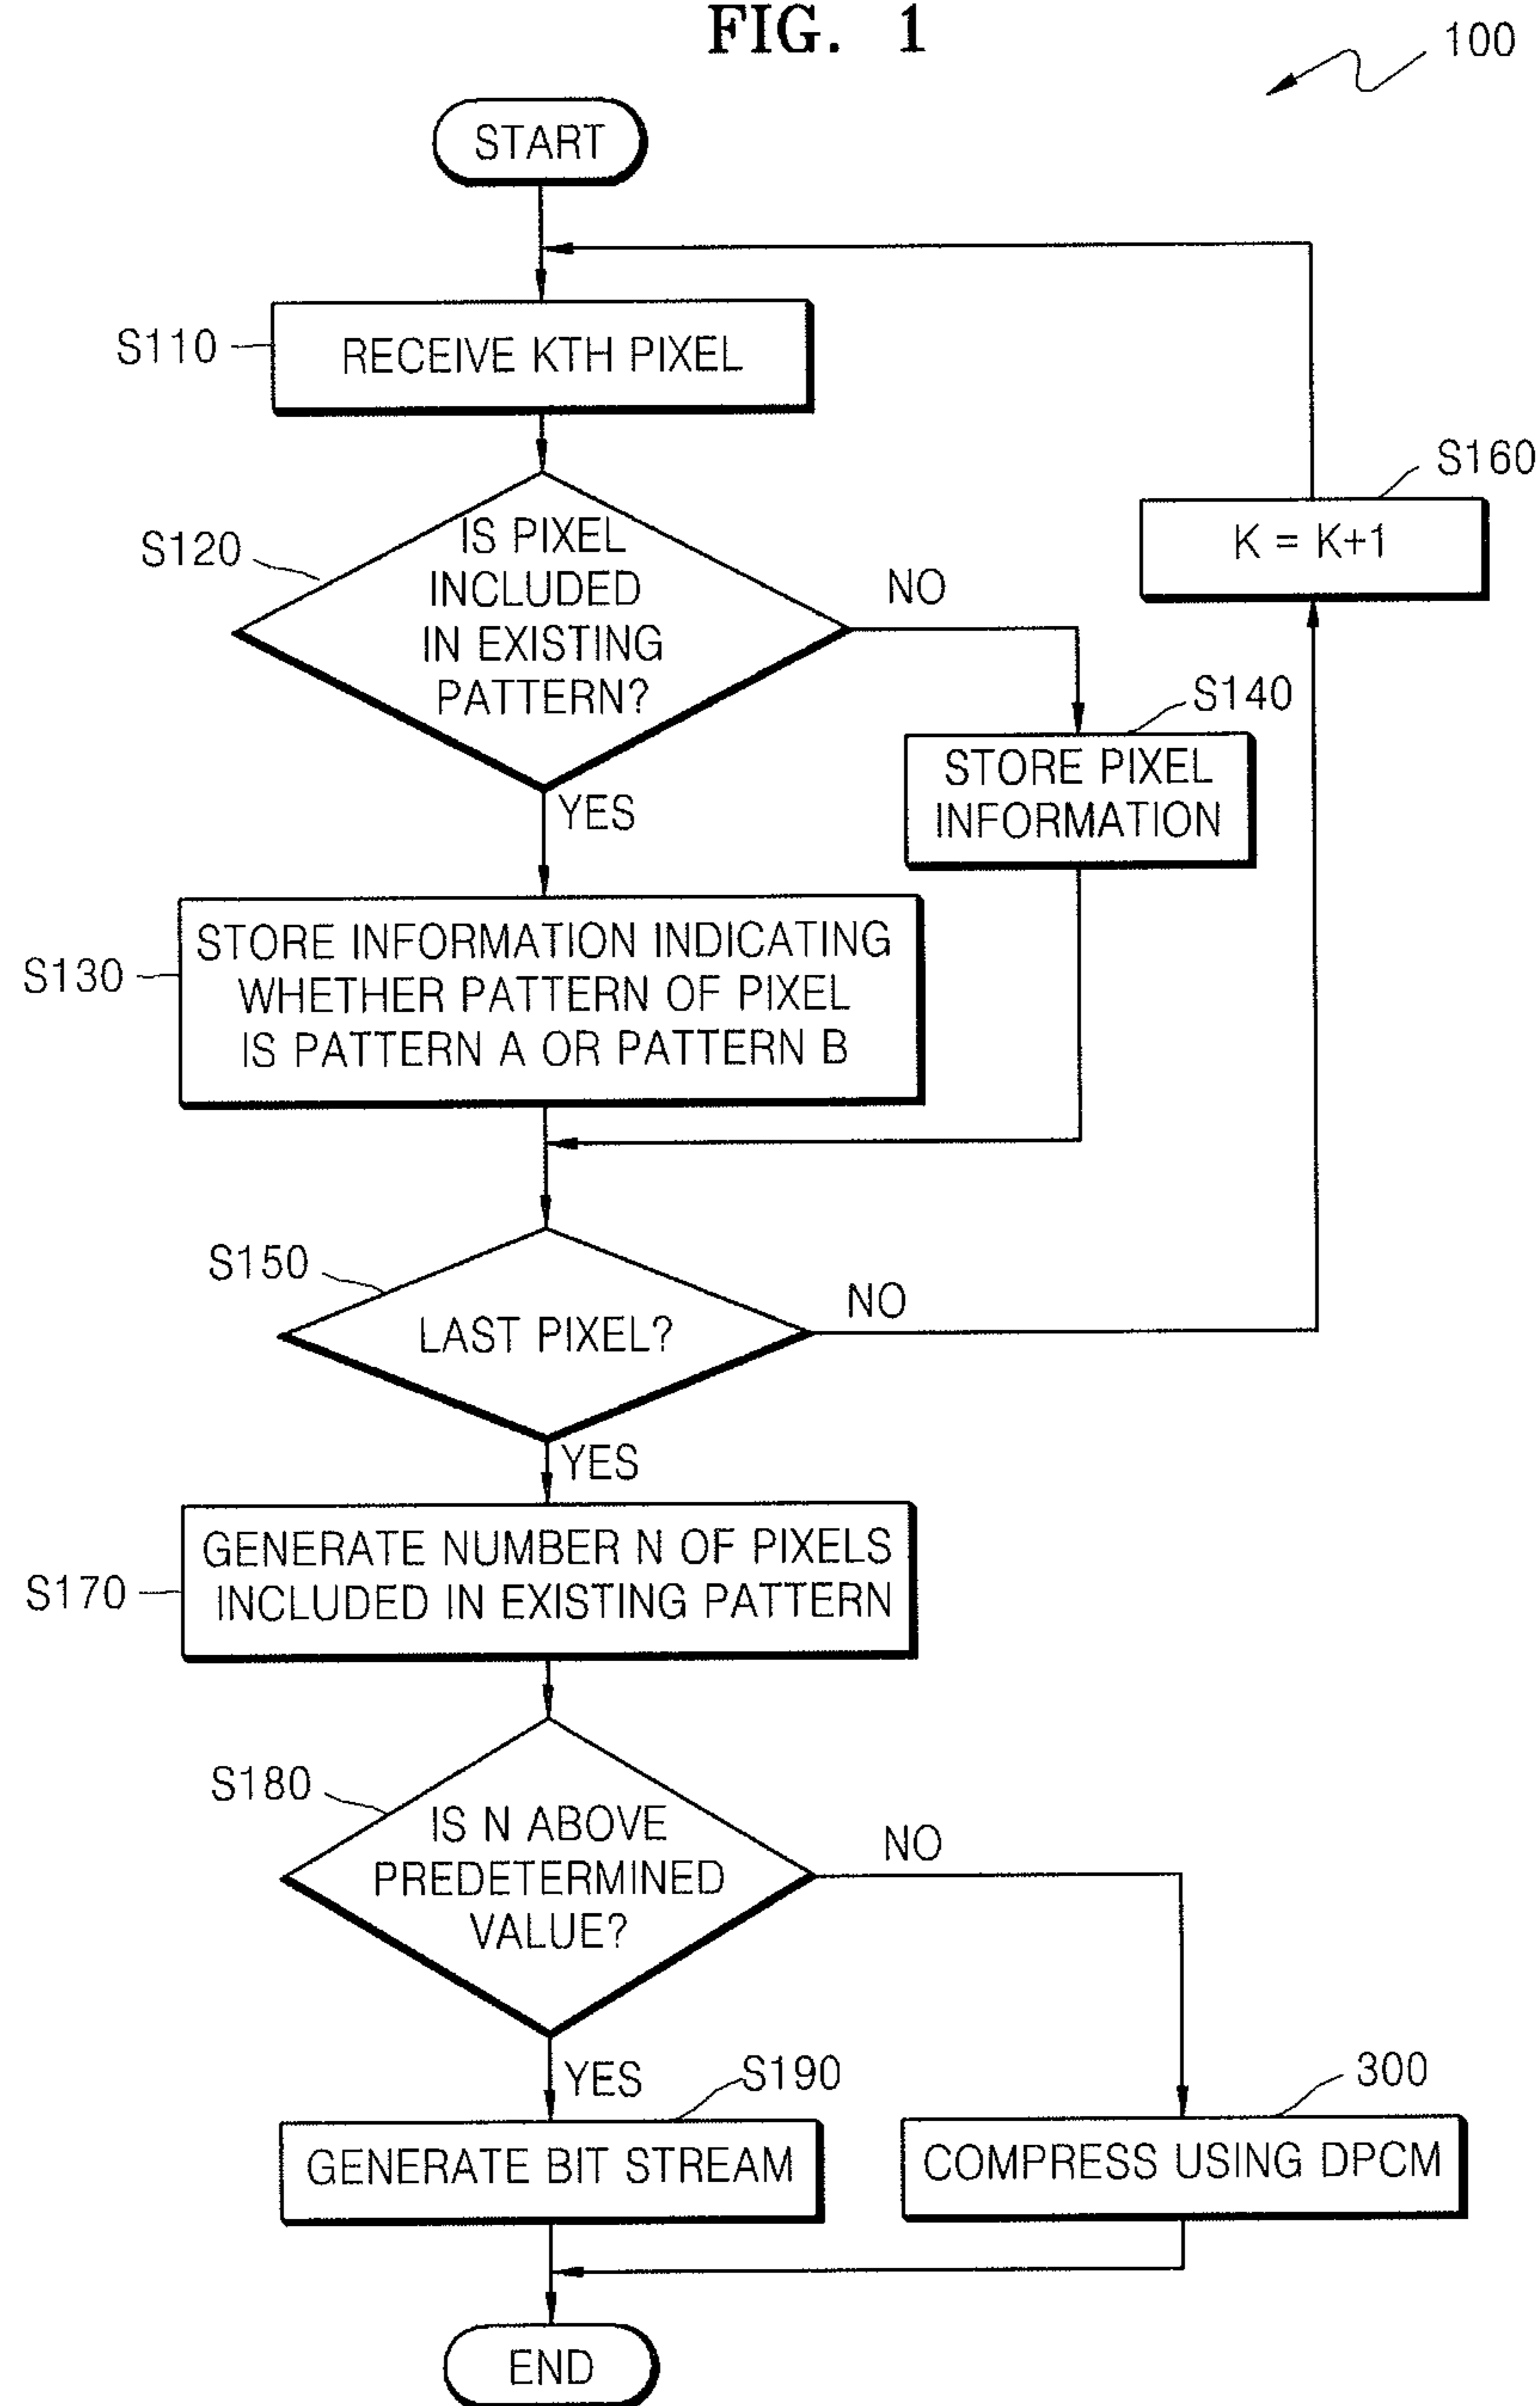 FIG. 1
100
START
S110
RECEIVE KTH PIXEL
S160
K = K+1
S120
IS PIXEL
INCLUDED
IN EXISTING
PATTERN?
NO
S140
STORE PIXEL
INFORMATION
YES
S130
STORE INFORMATION INDICATING
WHETHER PATTERN OF PIXEL
IS PATTERN A OR PATTERN B
S150
LAST PIXEL?
NO
YES
S170
GENERATE NUMBER N OF PIXELS
INCLUDED IN EXISTING PATTERN
S180
IS N ABOVE
PREDETERMINED
VALUE?
NO
YES
S190
GENERATE BIT STREAM
300
COMPRESS USING DPCM
END